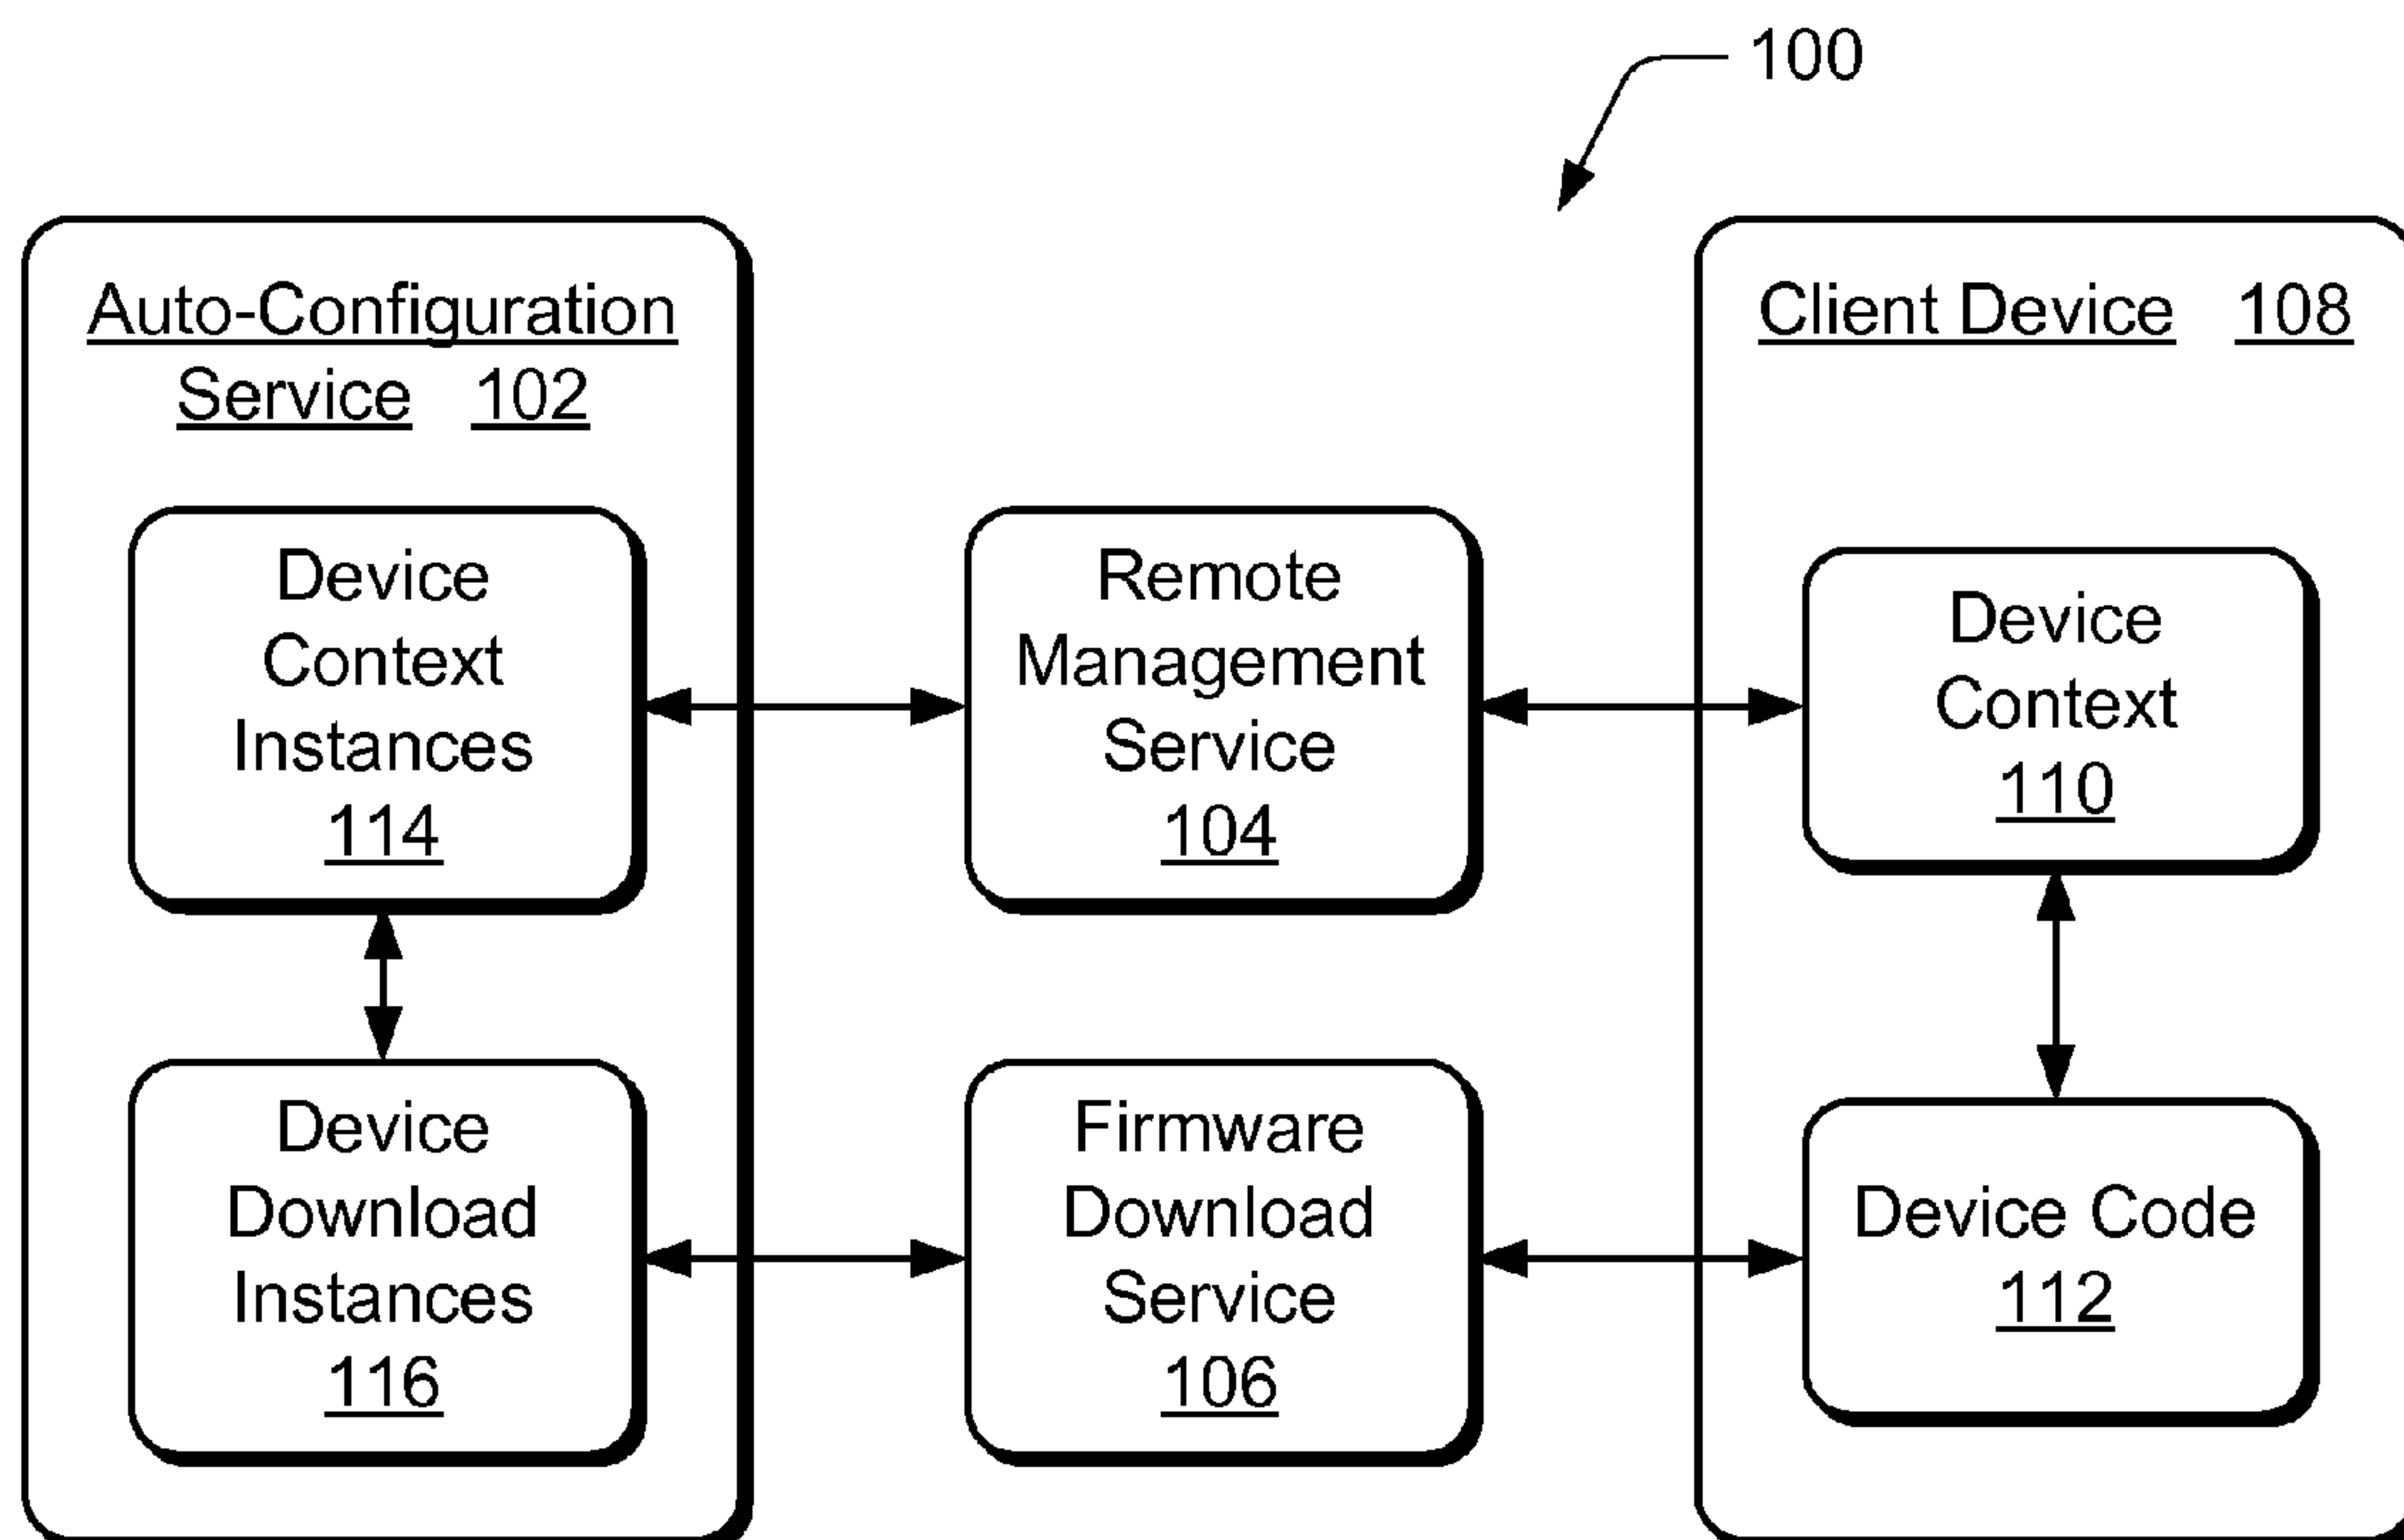 100
Auto-Configuration
Service 102
Device
Context
Instances
114
Device
Download
Instances
116
Remote
Management
Service
104
Firmware
Download
Service
106
Client Device 108
Device
Context
110
Device Code
112